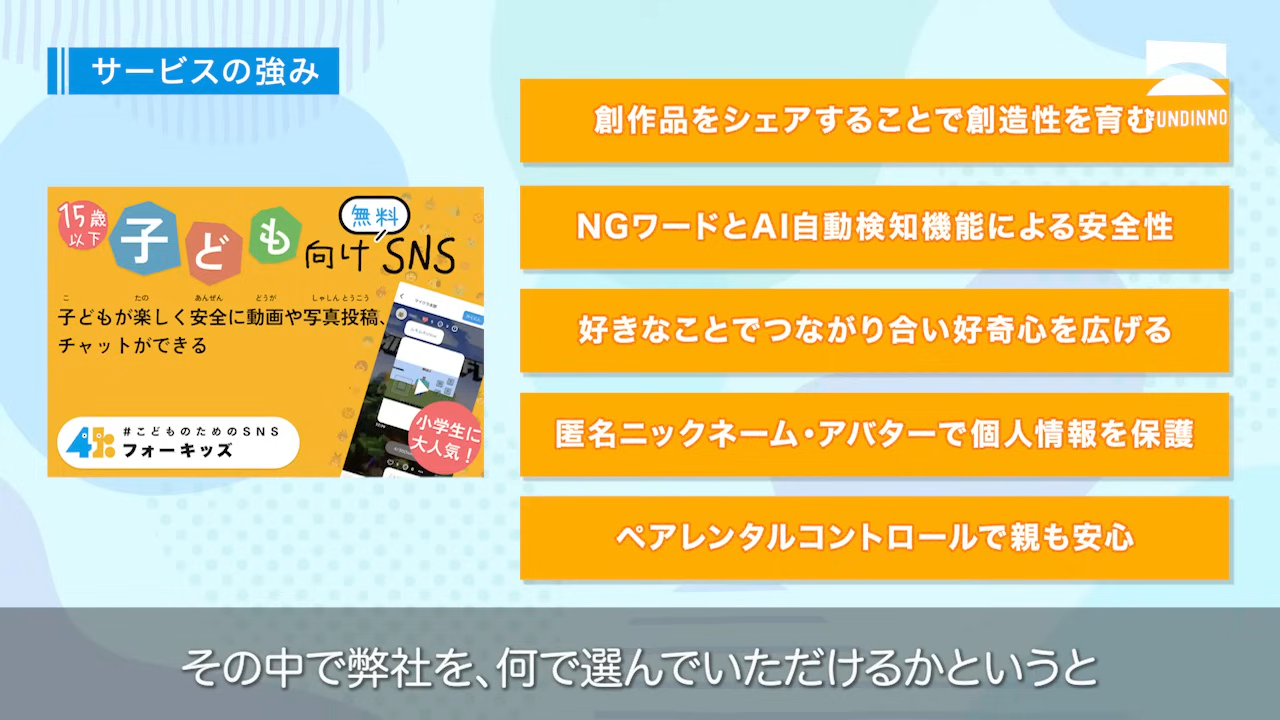 サービスの強み
FUNDINNO
創作品をシェアすることで創造性を育む
NGワードとAI自動検知機能による安全性
好きなことでつながり合い好奇心を広げる
匿名ニックネーム・アバターで個人情報を保護
ペアレンタルコントロールで親も安心
15歳
以下
子ども
向けSNS
無料
こ たの あんぜん どうが しゃしんとうこう
子どもが楽しく安全に動画や写真投稿、
チャットができる
#こどものためのSNS
フォーキッズ
小学生に
大人気！
その中で弊社を、何で選んでいただけるかというと